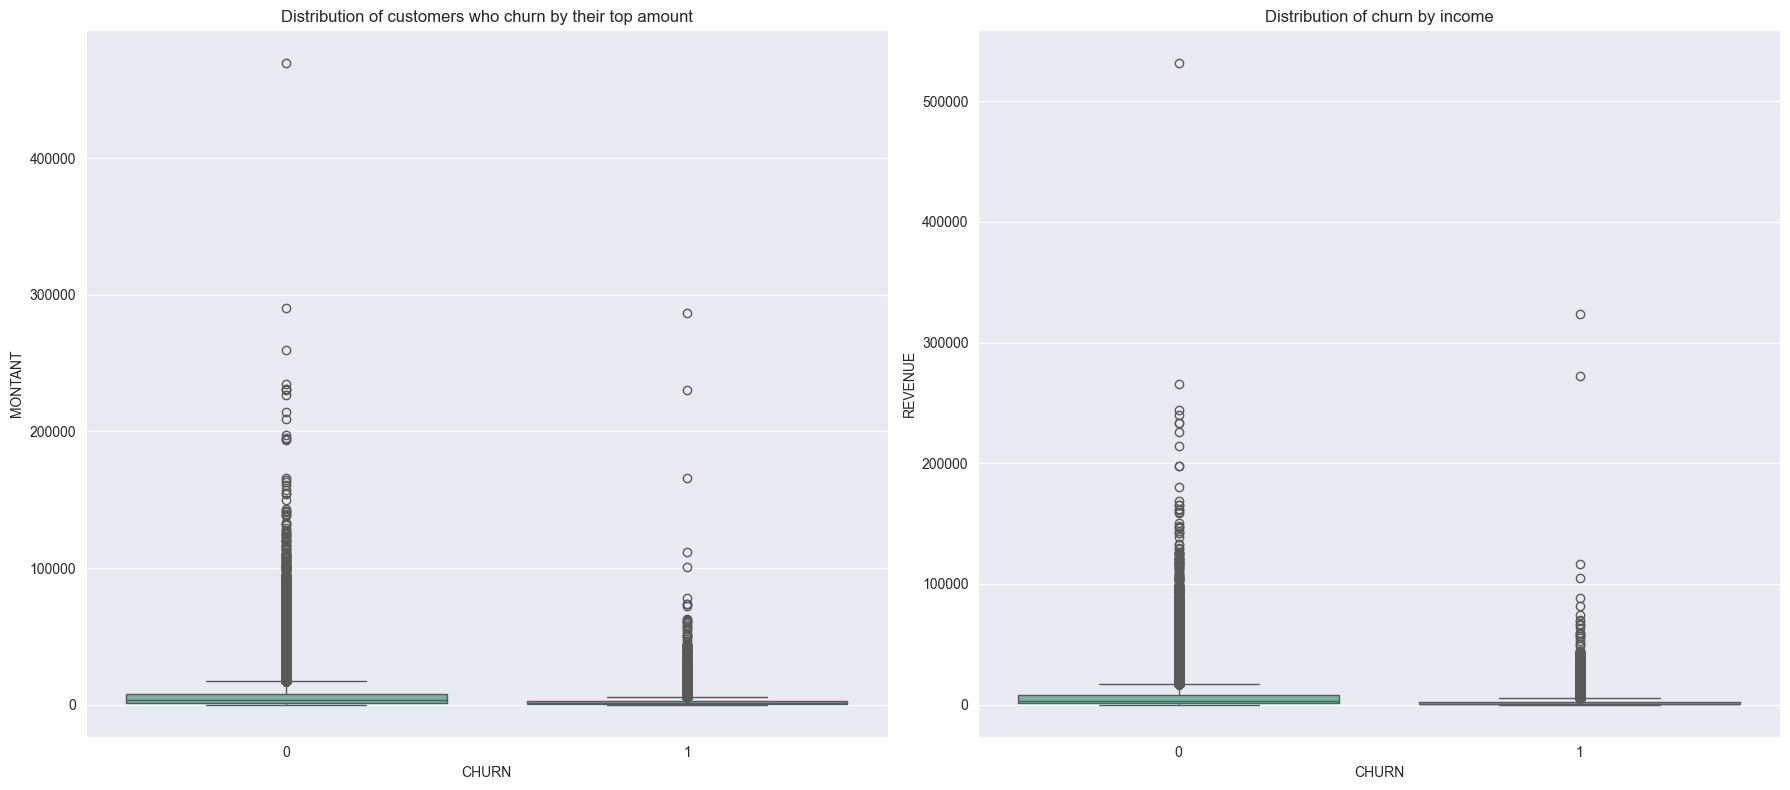 Distribution of customers who churn by their top amount
MONTANT
400000
300000
200000
100000
0
0
1
CHURN
Distribution of churn by income
REVENUE
500000
400000
300000
200000
100000
0
0
1
CHURN